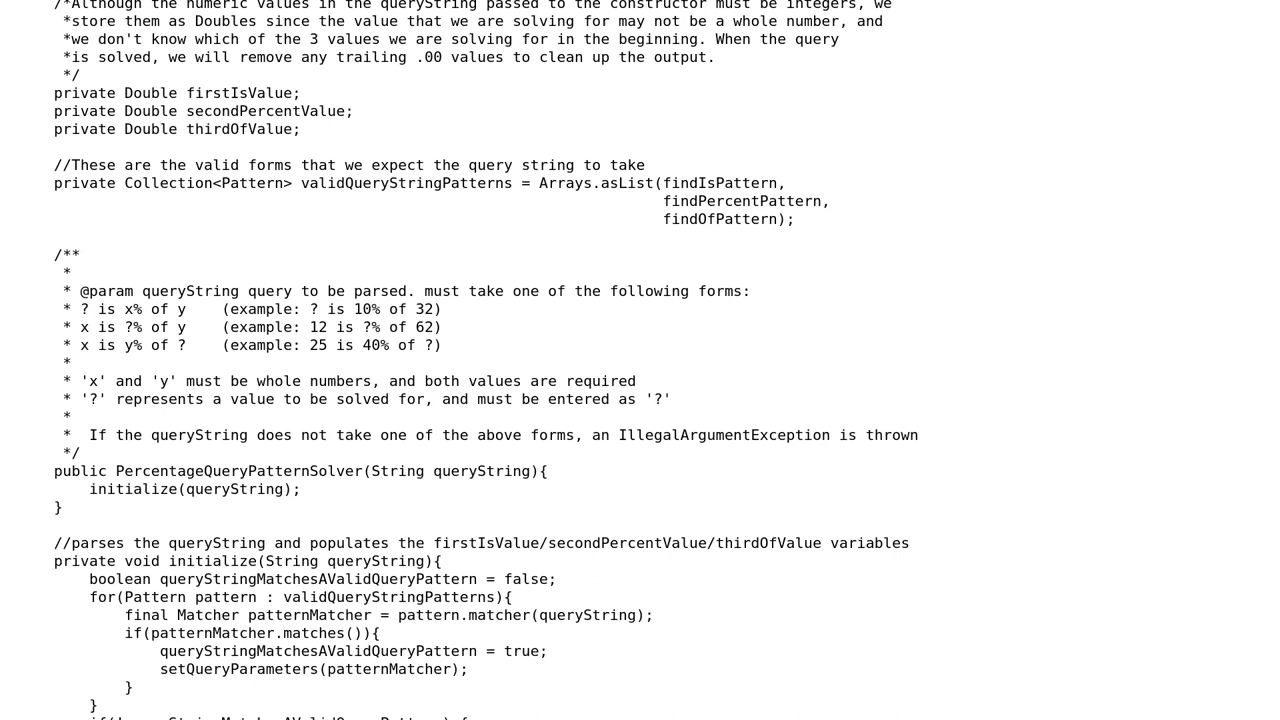 /*Although the numeric values in the queryString passed to the constructor must be integers, we
 *store them as Doubles since the value that we are solving for may not be a whole number, and
 *we don't know which of the 3 values we are solving for in the beginning. When the query
 *is solved, we will remove any trailing .00 values to clean up the output.
 */
private Double firstIsValue;
private Double secondPercentValue;
private Double thirdOfValue;

//These are the valid forms that we expect the query string to take
private Collection<Pattern> validQueryStringPatterns = Arrays.asList(findIsPattern,
                                                                     findPercentPattern,
                                                                     findOfPattern);

/**
 *
 * @param queryString query to be parsed. must take one of the following forms:
 * ? is x% of y    (example: ? is 10% of 32)
 * x is ?% of y    (example: 12 is ?% of 62)
 * x is y% of ?    (example: 25 is 40% of ?)
 *
 * 'x' and 'y' must be whole numbers, and both values are required
 * '?' represents a value to be solved for, and must be entered as '?'
 *
 *  If the queryString does not take one of the above forms, an IllegalArgumentException is thrown
 */
public PercentageQueryPatternSolver(String queryString){
    initialize(queryString);
}

//parses the queryString and populates the firstIsValue/secondPercentValue/thirdOfValue variables
private void initialize(String queryString){
    boolean queryStringMatchesAValidQueryPattern = false;
    for(Pattern pattern : validQueryStringPatterns){
        final Matcher patternMatcher = pattern.matcher(queryString);
        if(patternMatcher.matches()){
            queryStringMatchesAValidQueryPattern = true;
            setQueryParameters(patternMatcher);
        }
    }